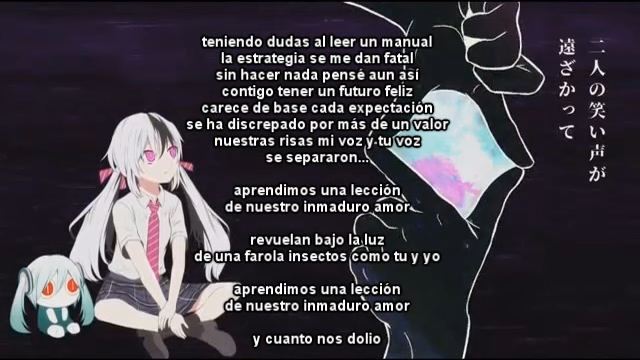 teniendo dudas al leer un manual
la estrategia se me dan fatal
sin hacer nada pensé aun así
contigo tener un futuro feliz
carece de base cada expectación
se ha discrepado por más de un valor
nuestras risas mi voz y tu voz
se separaron...
aprendimos una lección
de nuestro inmaduro amor
revuelan bajo la luz
de una farola insectos como tu y yo
aprendimos una lección
de nuestro inmaduro amor
y cuanto nos dolio
二人の笑い声が
遠ざかって